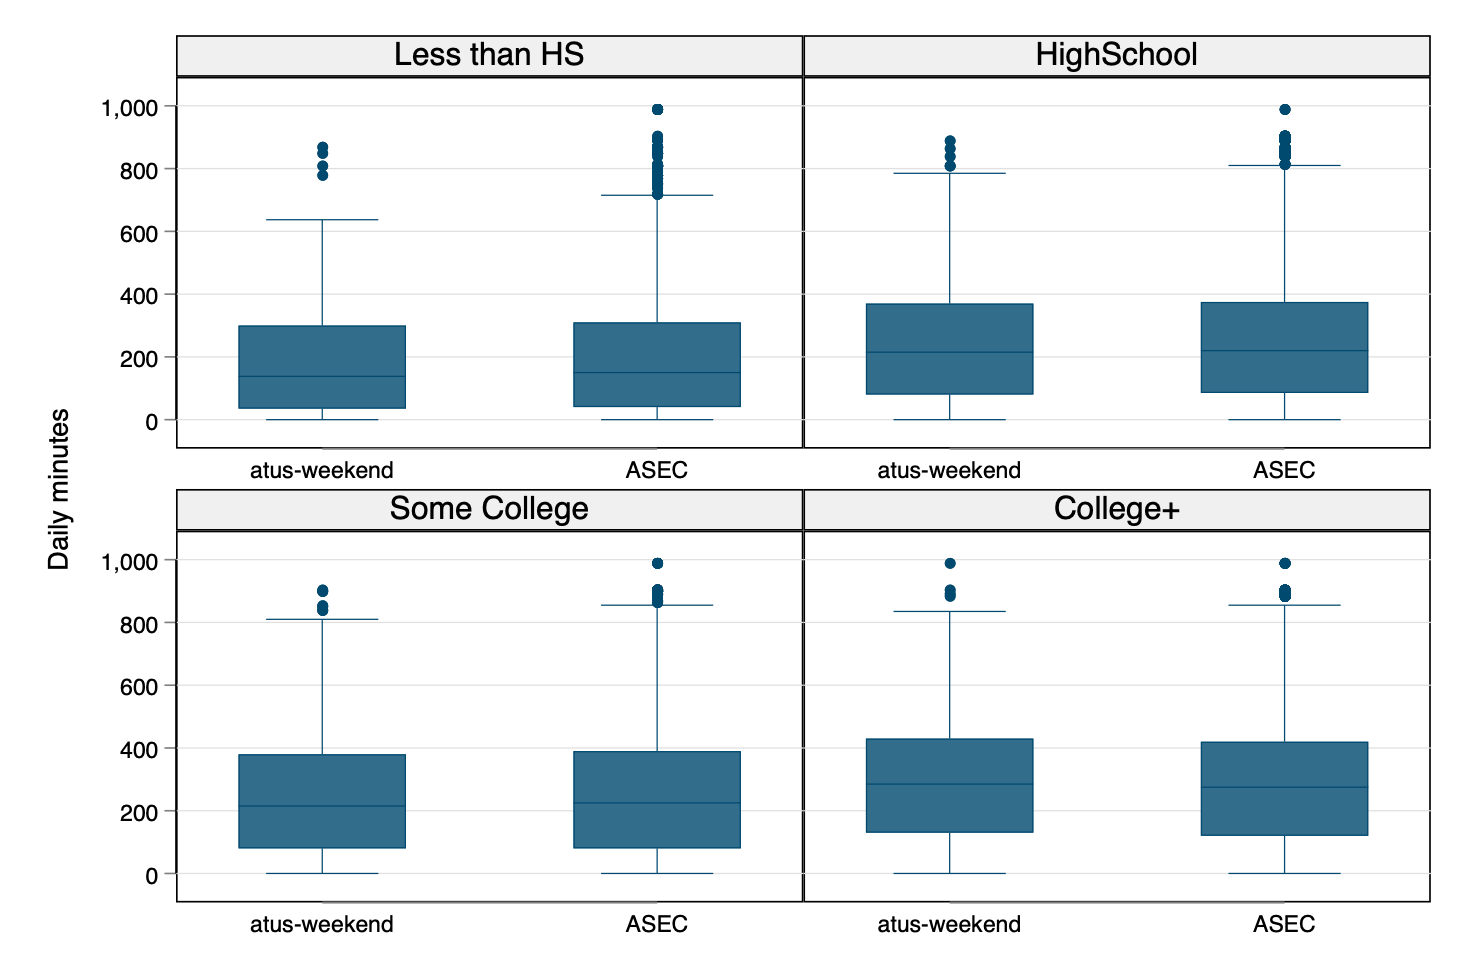 Less than HS
HighSchool
1,000
800
600
400
200
0
atus-weekend
ASEC
atus-weekend
ASEC
Daily minutes
Some College
College+
1,000
800
600
400
200
0
atus-weekend
ASEC
atus-weekend
ASEC